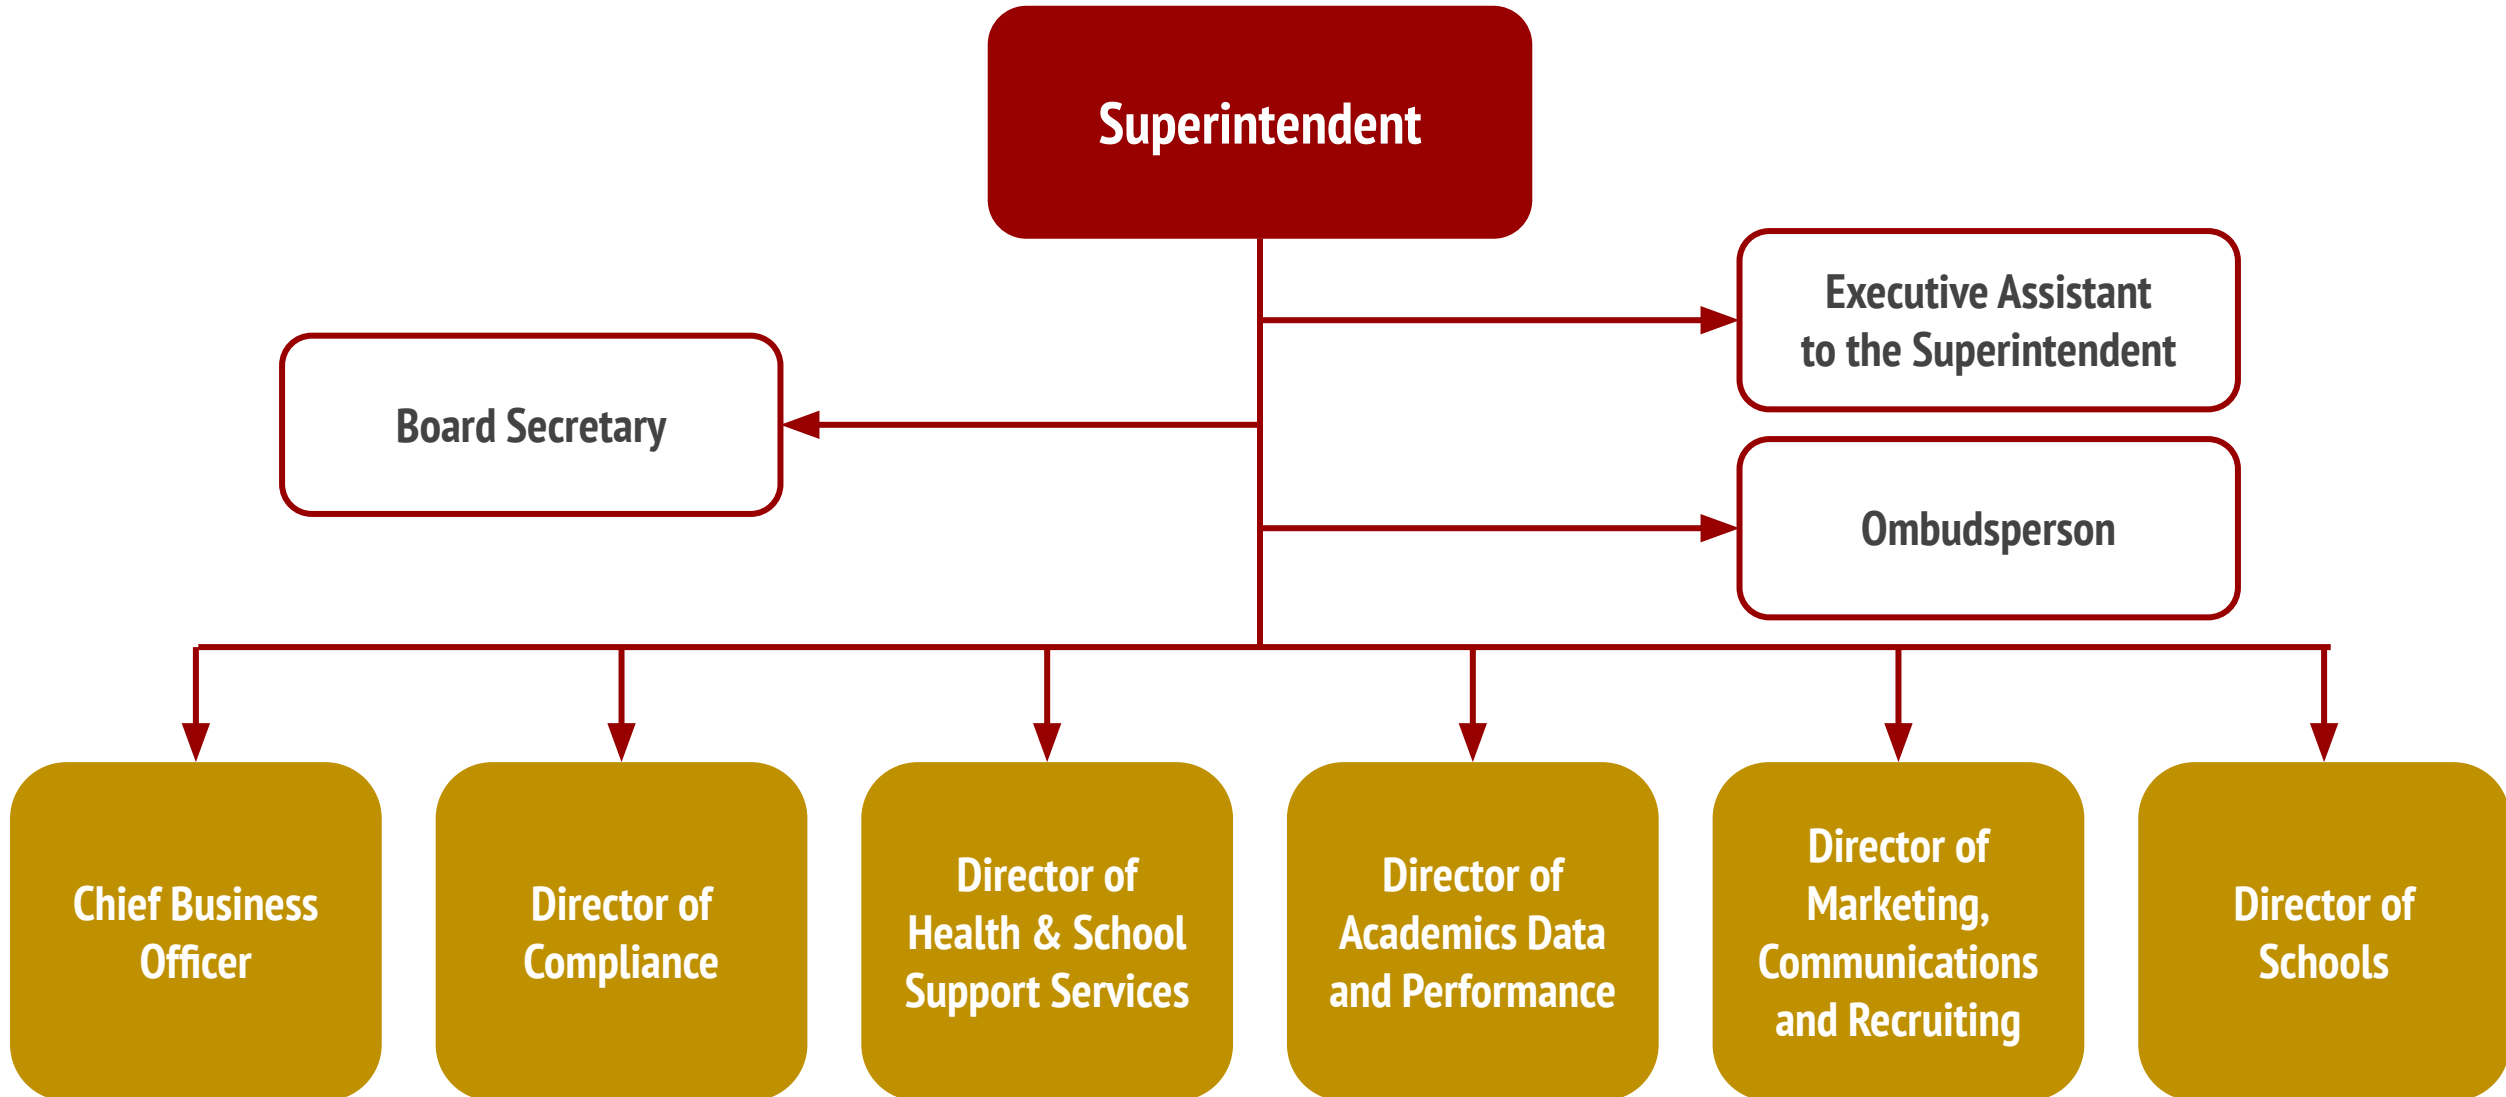 Superintendent
Executive Assistant
to the Superintendent
Board Secretary
Ombudsperson
Chief Business
Officer
Director of
Compliance
Director of
Health & School
Support Services
Director of
Academics Data
and Performance
Director of
Marketing,
Communications
and Recruiting
Director of
Schools